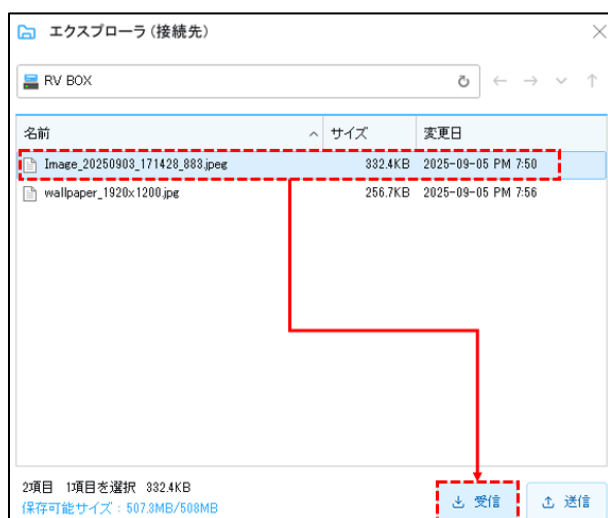 エクスプローラ (接続先)
RV BOX
名前 サイズ 変更日
Image_20250903_171428_883.jpeg 332.4KB 2025-09-05 PM 7:50
wallpaper_1920x1200.jpg 256.7KB 2025-09-05 PM 7:56
2項目 1項目を選択 332.4KB
保存可能サイズ : 507.3MB/508MB
受信 送信